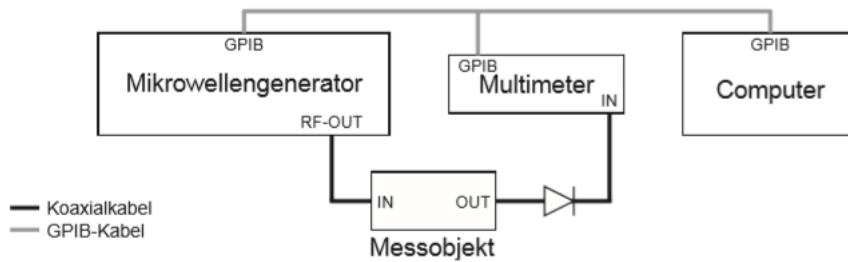 GPIB
Mikrowellengenerator
RF-OUT
GPIB
Multimeter
IN
GPIB
Computer
IN
OUT
Messobjekt
Koaxialkabel
GPIB-Kabel